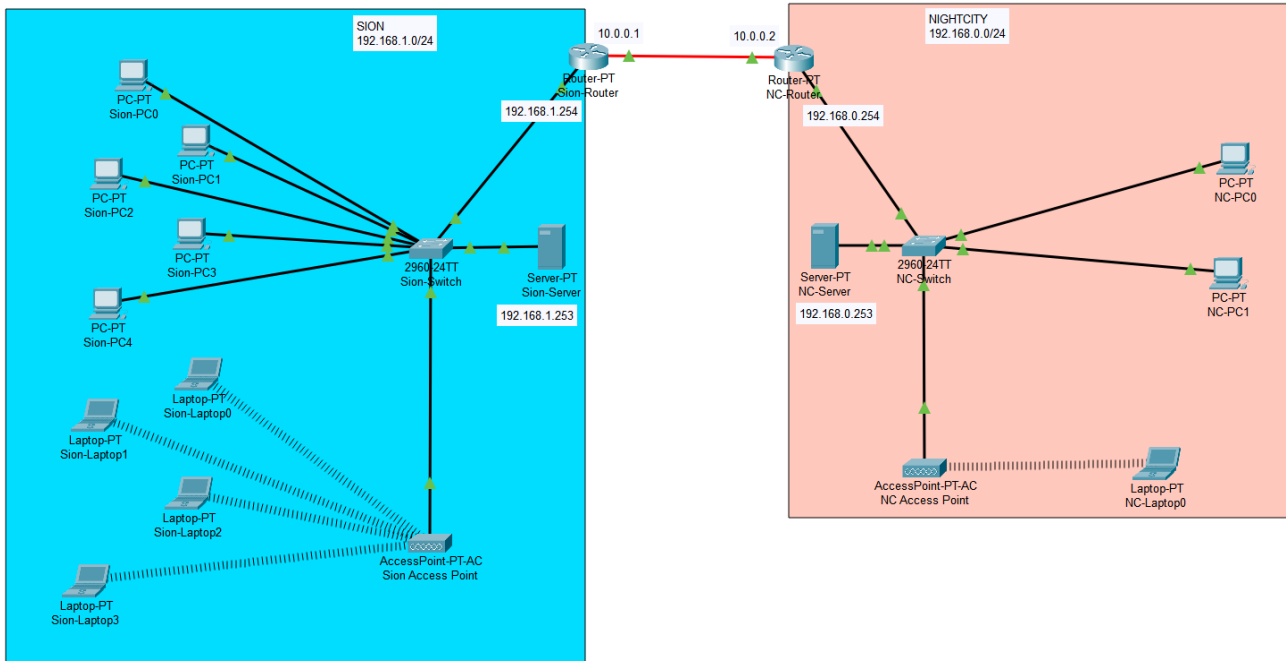 SION
192.168.1.0/24
10.0.0.1
10.0.0.2
NIGHTCITY
192.168.0.0/24
Router-PT
Sion-Router
Router-PT
NC-Router
192.168.1.254
192.168.0.254
PC-PT
Sion-PC0
PC-PT
Sion-PC1
PC-PT
Sion-PC2
PC-PT
Sion-PC3
PC-PT
Sion-PC4
2960-24TT
Sion-Switch
Server-PT
Sion-Server
192.168.1.253
Laptop-PT
Sion-Laptop0
Laptop-PT
Sion-Laptop1
Laptop-PT
Sion-Laptop2
Laptop-PT
Sion-Laptop3
AccessPoint-PT-AC
Sion Access Point
Server-PT
NC-Server
192.168.0.253
2960-24TT
NC-Switch
PC-PT
NC-PC0
PC-PT
NC-PC1
AccessPoint-PT-AC
NC Access Point
Laptop-PT
NC-Laptop0